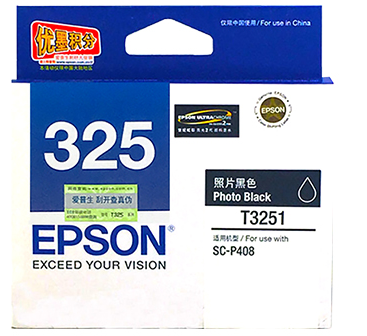 仅限中国使用 / For use in China
优墨积分
325
EPSON ULTRACHROME
EPSON
爱普生 刮开查真伪
T325
照片黑色
Photo Black
T3251
适用机型 / For use with
SC-P408
EPSON
EXCEED YOUR VISION